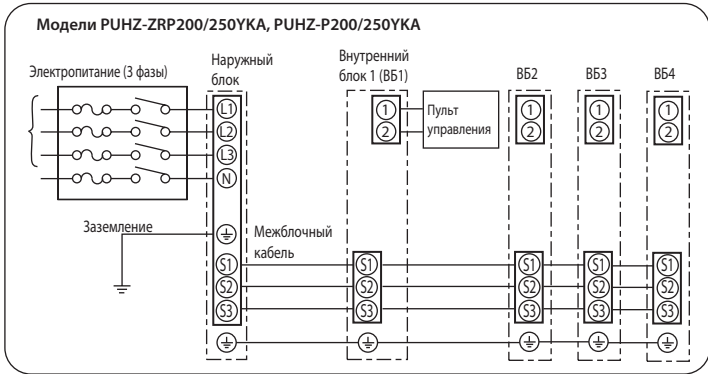 Модели PUHZ-ZRP200/250YKA, PUHZ-P200/250YKA
Электропитание (3 фазы)
Наружный
блок
Внутренний
блок 1 (ВБ1)
ВБ2
ВБ3
ВБ4
L1
L2
L3
N
1
2
Пульт
управления
1
2
1
2
1
2
Заземление
Межблочный
кабель
S1
S2
S3
S1
S2
S3
S1
S2
S3
S1
S2
S3
S1
S2
S3